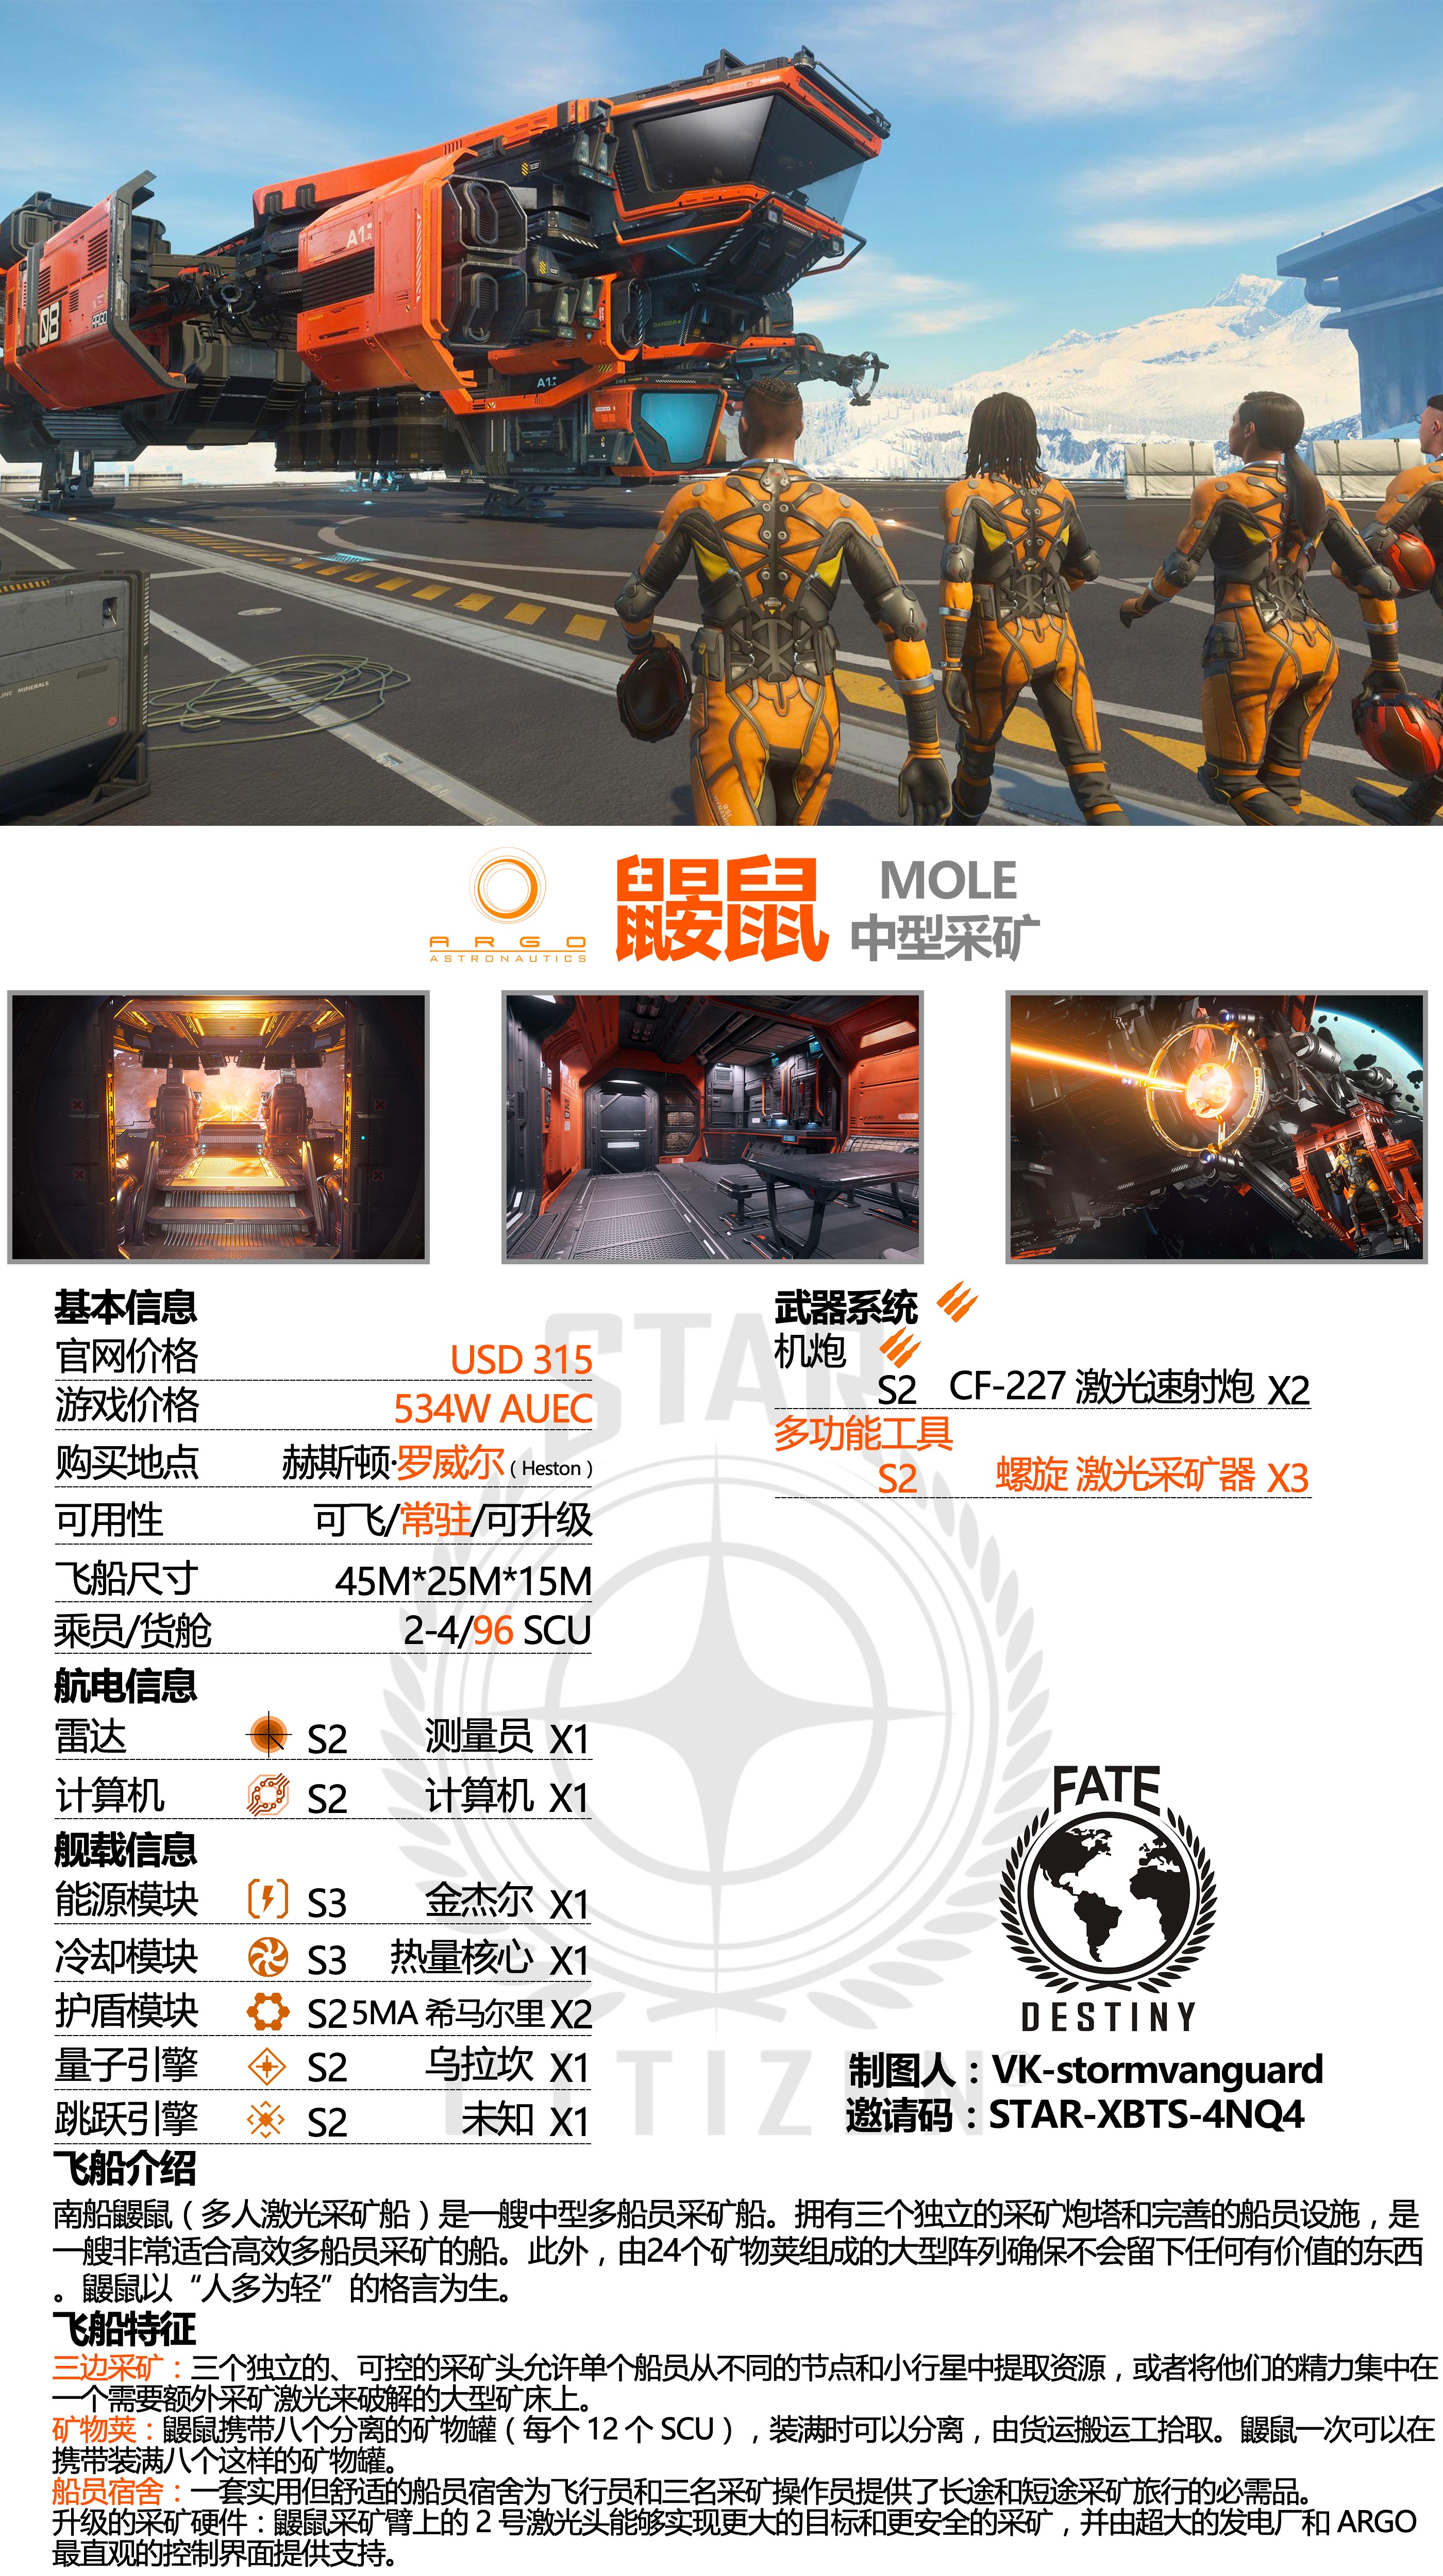 A1
08
ARGO
DANGER
A1
LINE MINERALS
ARGO
ASTRONAUTICS
鼹鼠
MOLE
中型采矿
STAR
CITIZEN
基本信息
官网价格 USD 315
游戏价格 534W AUEC
购买地点 赫斯顿·罗威尔(Heston)
可用性 可飞/常驻/可升级
飞船尺寸 45M*25M*15M
乘员/货舱 2-4/96 SCU
航电信息
雷达 S2 测量员 X1
计算机 S2 计算机 X1
舰载信息
能源模块 S3 金杰尔 X1
冷却模块 S3 热量核心 X1
护盾模块 S2 5MA 希马尔里 X2
量子引擎 S2 乌拉坎 X1
跳跃引擎 S2 未知 X1
武器系统
机炮
S2 CF-227 激光速射炮 X2
多功能工具
S2 螺旋 激光采矿器 X3
FATE
DESTINY
制图人：VK-stormvanguard
邀请码：STAR-XBTS-4NQ4
飞船介绍
南船鼹鼠（多人激光采矿船）是一艘中型多船员采矿船。拥有三个独立的采矿炮塔和完善的船员设施，是
一艘非常适合高效多船员采矿的船。此外，由24个矿物荚组成的大型阵列确保不会留下任何有价值的东西
。鼹鼠以“人多为轻”的格言为生。
飞船特征
三边采矿：三个独立的、可控的采矿头允许单个船员从不同的节点和小行星中提取资源，或者将他们的精力集中在
一个需要额外采矿激光来破解的大型矿床上。
矿物荚：鼹鼠携带八个分离的矿物罐（每个 12 个 SCU），装满时可以分离，由货运搬运工拾取。鼹鼠一次可以在
携带装满八个这样的矿物罐。
船员宿舍：一套实用但舒适的船员宿舍为飞行员和三名采矿操作员提供了长途和短途采矿旅行的必需品。
升级的采矿硬件：鼹鼠采矿臂上的 2 号激光头能够实现更大的目标和更安全的采矿，并由超大的发电厂和 ARGO
最直观的控制界面提供支持。